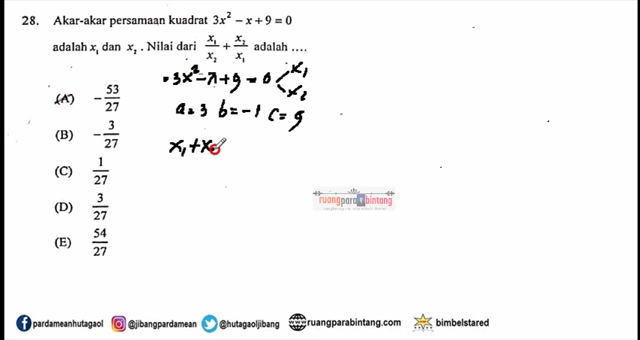 28. Akar-akar persamaan kuadrat 3x² − x + 9 = 0
adalah x₁ dan x₂. Nilai dari x₁/x₂ + x₂/x₁ adalah ….
3x² − x + 9 = 0 x₁
x₂
a = 3 b = −1 c = 9
(A) −53/27
(B) −3/27
x₁ + x
(C) 1/27
(D) 3/27
(E) 54/27
ruangparabintang
pardameanhutagaol @jibangpardamean @hutagaoljibang ruangparabintang.com bimbelstared